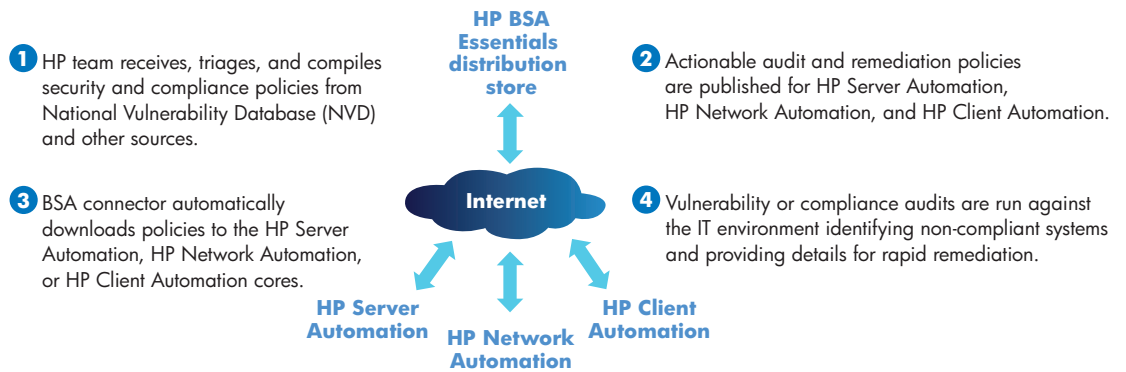 HP BSA
Essentials
distribution
store
1 HP team receives, triages, and compiles
security and compliance policies from
National Vulnerability Database (NVD)
and other sources.
2 Actionable audit and remediation policies
are published for HP Server Automation,
HP Network Automation, and HP Client Automation.
3 BSA connector automatically
downloads policies to the HP Server
Automation, HP Network Automation,
or HP Client Automation cores.
Internet
4 Vulnerability or compliance audits are run against
the IT environment identifying non-compliant systems
and providing details for rapid remediation.
HP Server
Automation
HP Network
Automation
HP Client
Automation